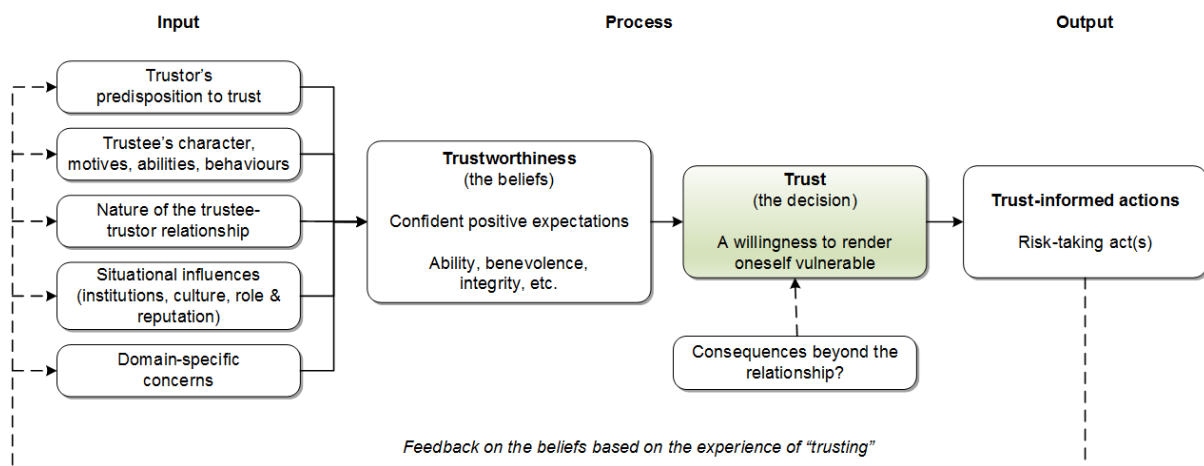 Input
Process
Output
Trustor's
predisposition to trust
Trustee's character,
motives, abilities, behaviours
Nature of the trustee-
trustor relationship
Situational influences
(institutions, culture, role &
reputation)
Domain-specific
concerns
Trustworthiness
(the beliefs)
Confident positive expectations
Ability, benevolence,
integrity, etc.
Trust
(the decision)
A willingness to render
oneself vulnerable
Consequences beyond the
relationship?
Trust-informed actions
Risk-taking act(s)
Feedback on the beliefs based on the experience of “trusting”